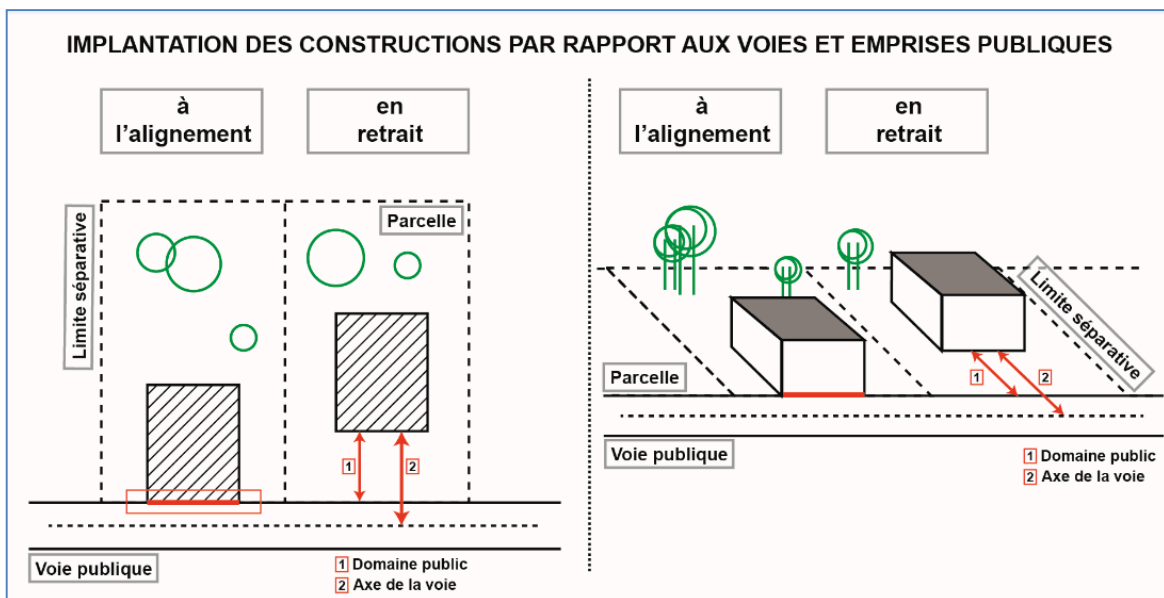 IMPLANTATION DES CONSTRUCTIONS PAR RAPPORT AUX VOIES ET EMPRISES PUBLIQUES
à
l'alignement
en
retrait
Limite séparative
Parcelle
1
2
Voie publique
1 Domaine public
2 Axe de la voie
à
l'alignement
en
retrait
Limite séparative
Parcelle
1
2
Voie publique
1 Domaine public
2 Axe de la voie